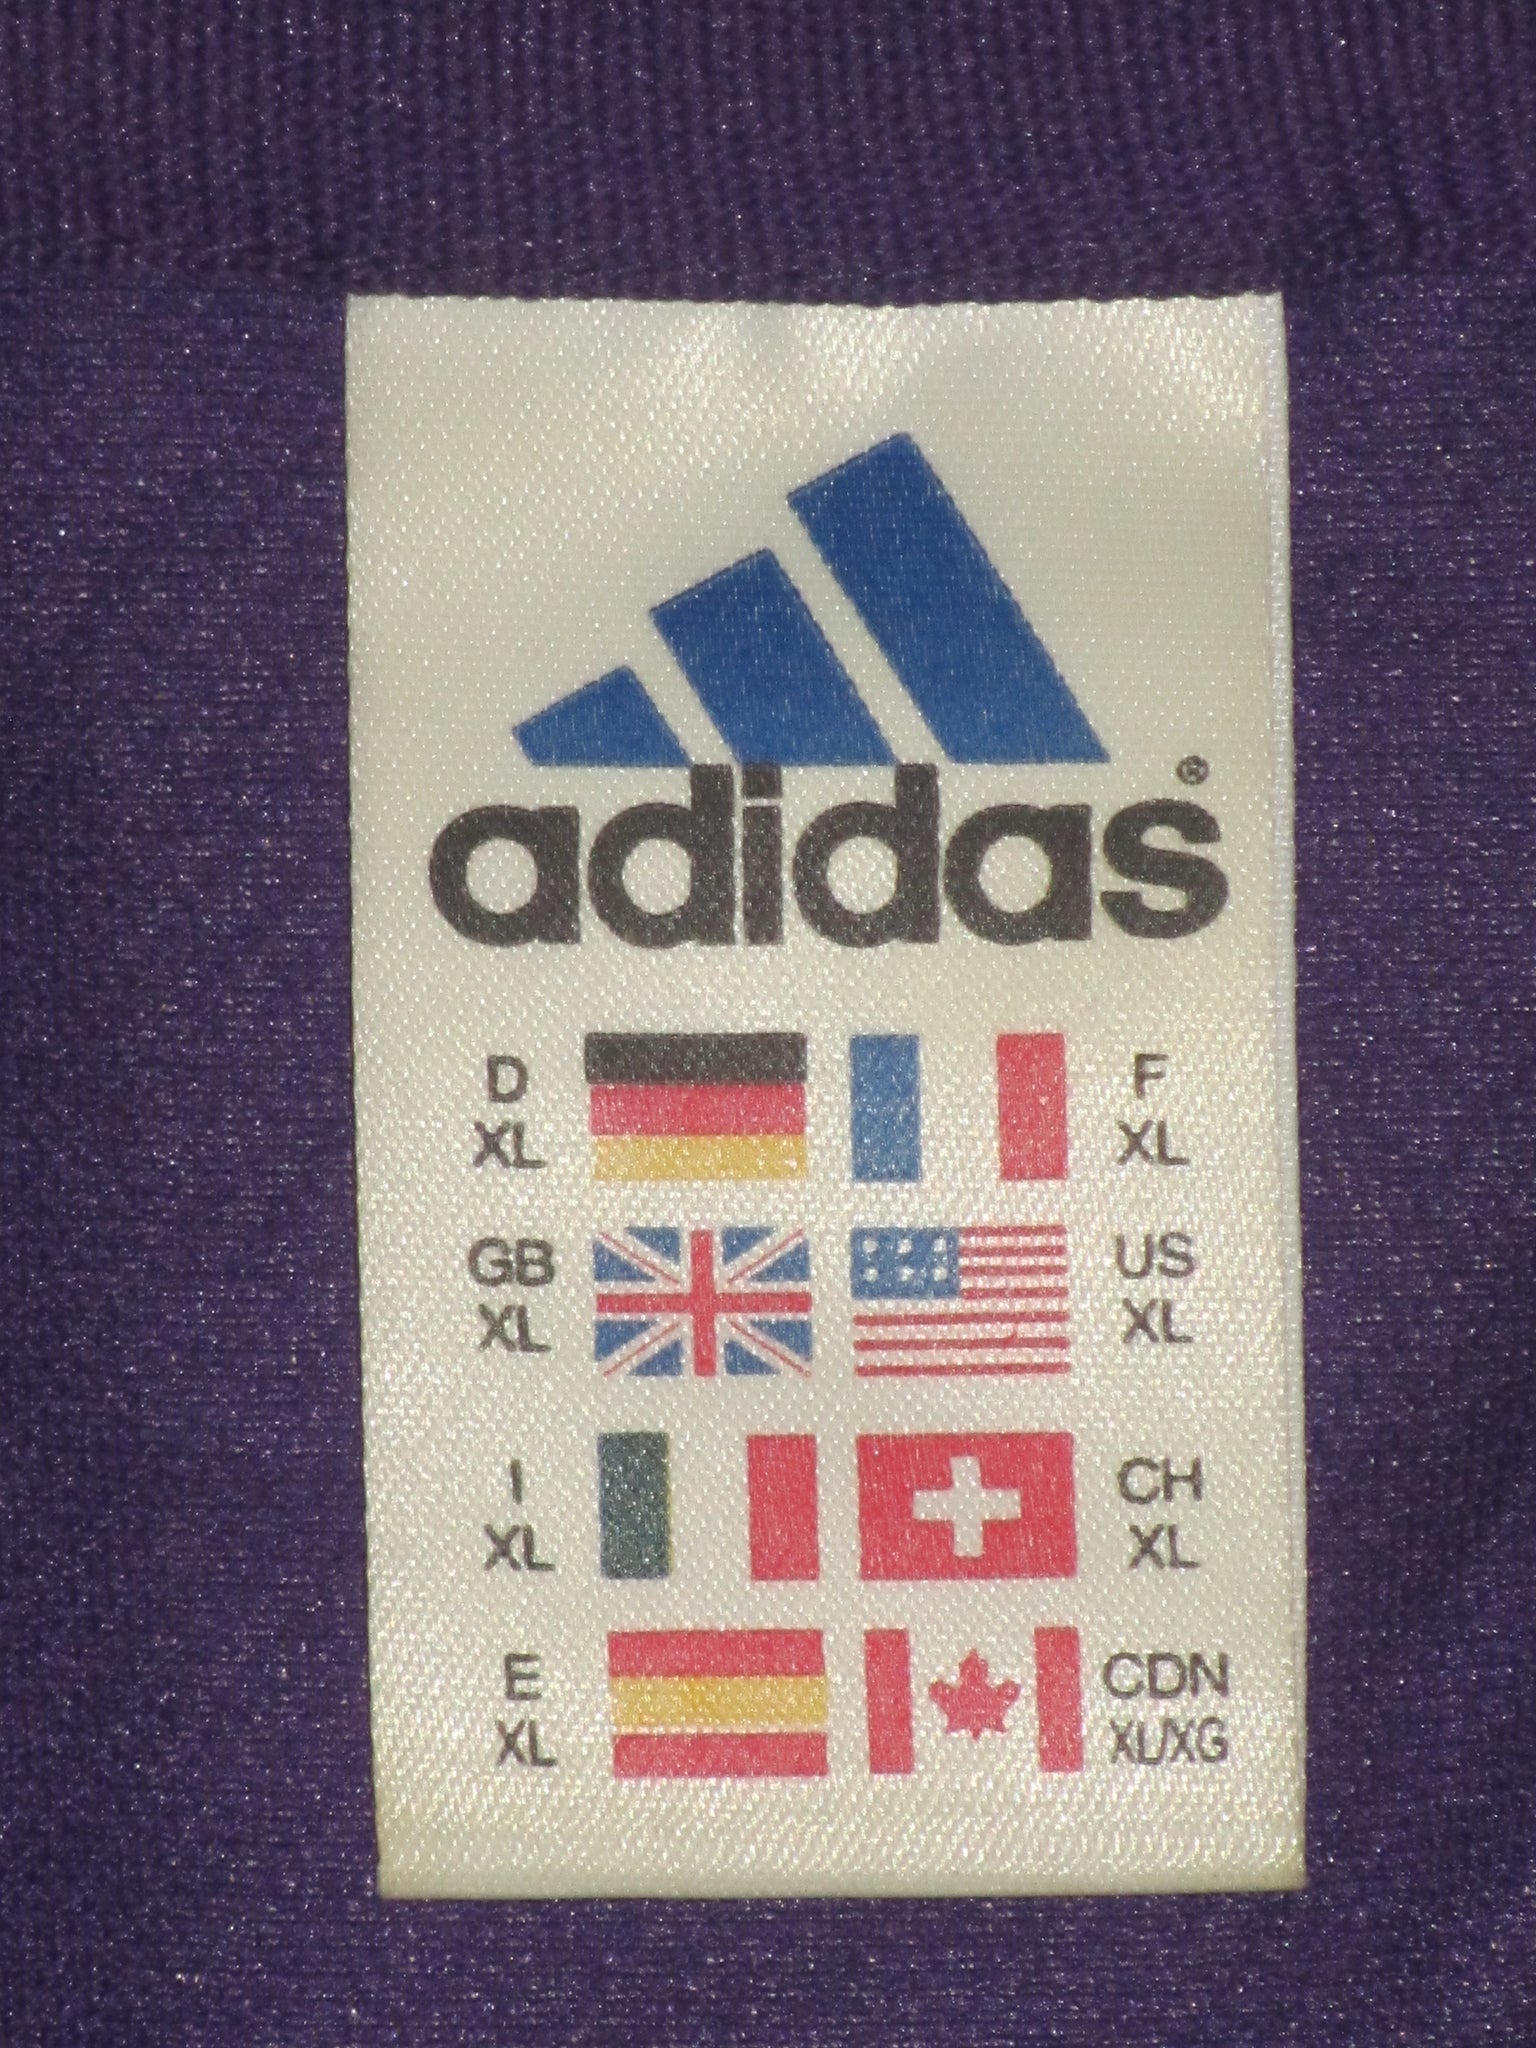 adidas®
D F
XL XL
GB US
XL XL
I CH
XL XL
E CDN
XL XL/XG